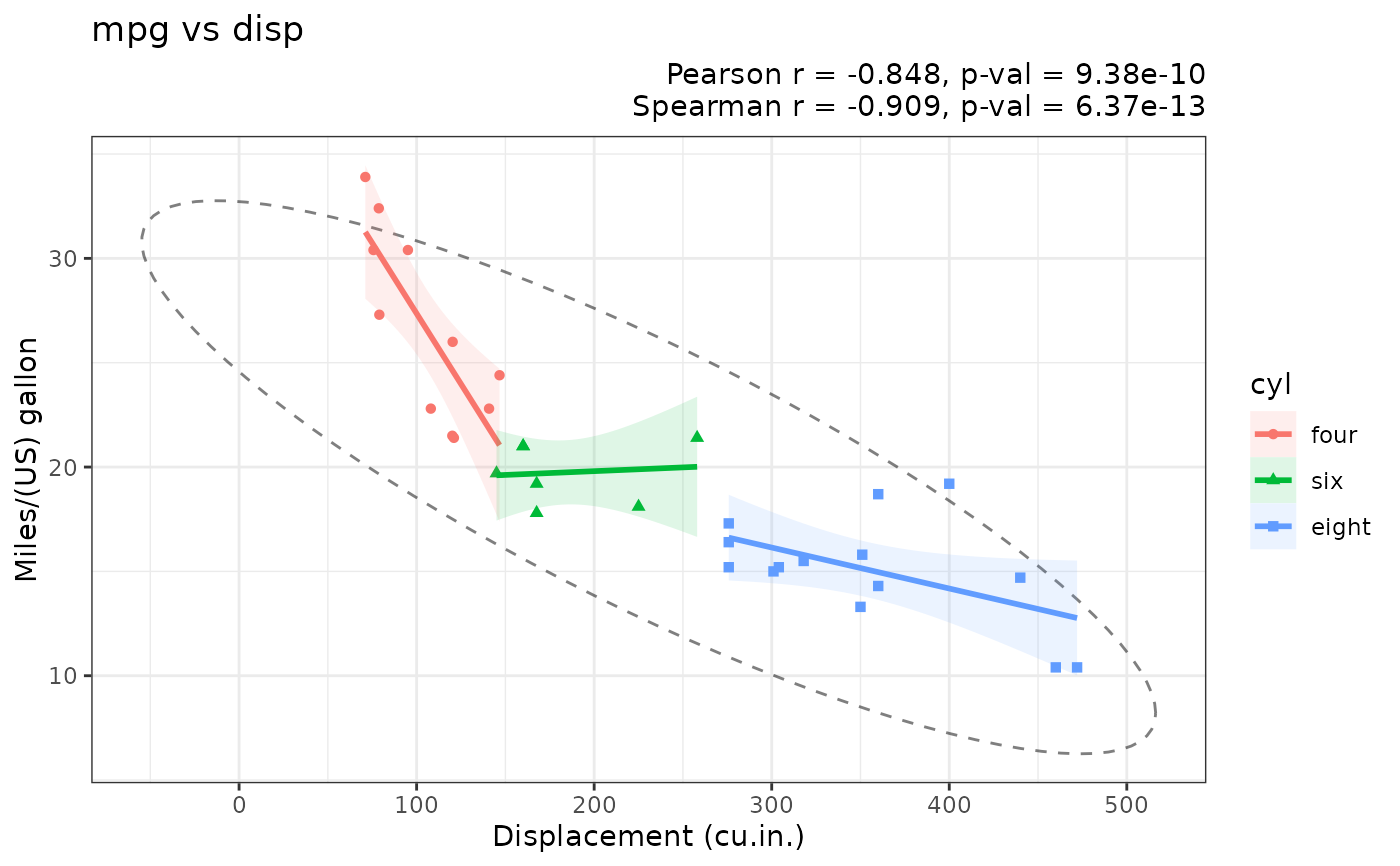 mpg vs disp
Pearson r = -0.848, p-val = 9.38e-10
Spearman r = -0.909, p-val = 6.37e-13
Miles/(US) gallon
30
20
10
0 100 200 300 400 500
Displacement (cu.in.)
cyl
four
six
eight